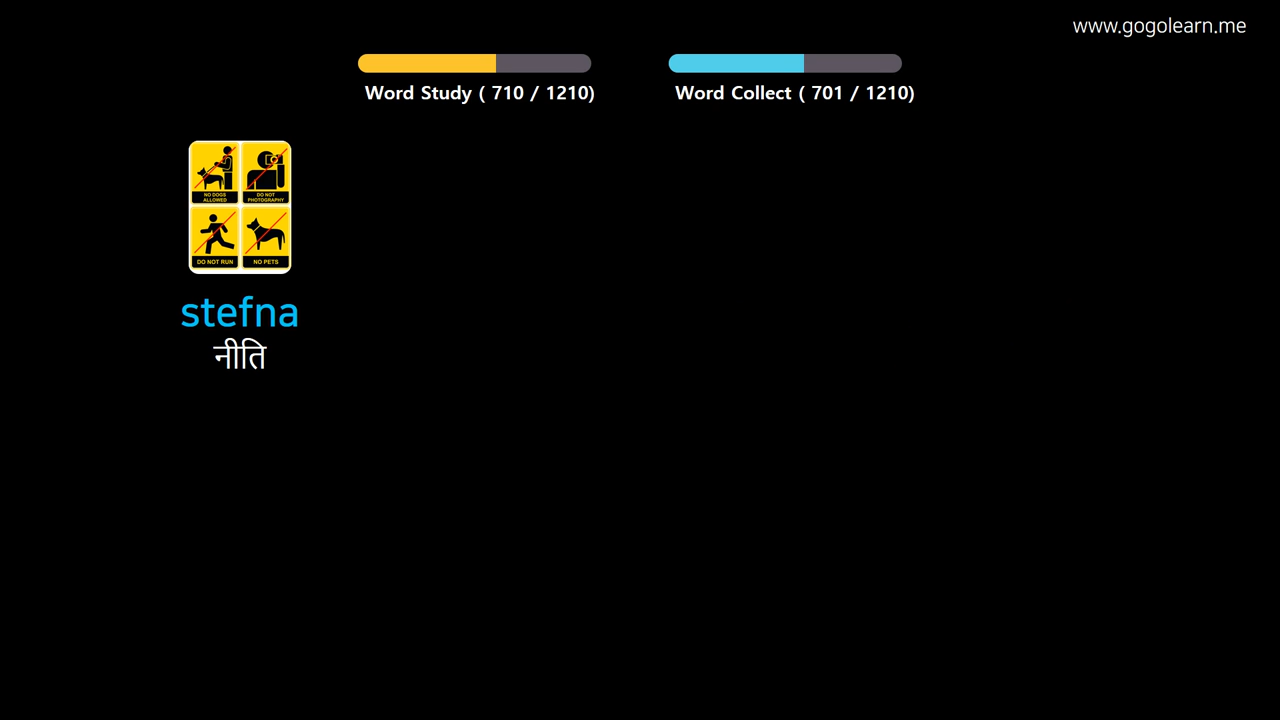 www.gogolearn.me
Word Study ( 710 / 1210)
Word Collect ( 701 / 1210)
NO DOGS
ALLOWED
DO NOT
PHOTOGRAPHY
DO NOT RUN
NO PETS
stefna
नीति